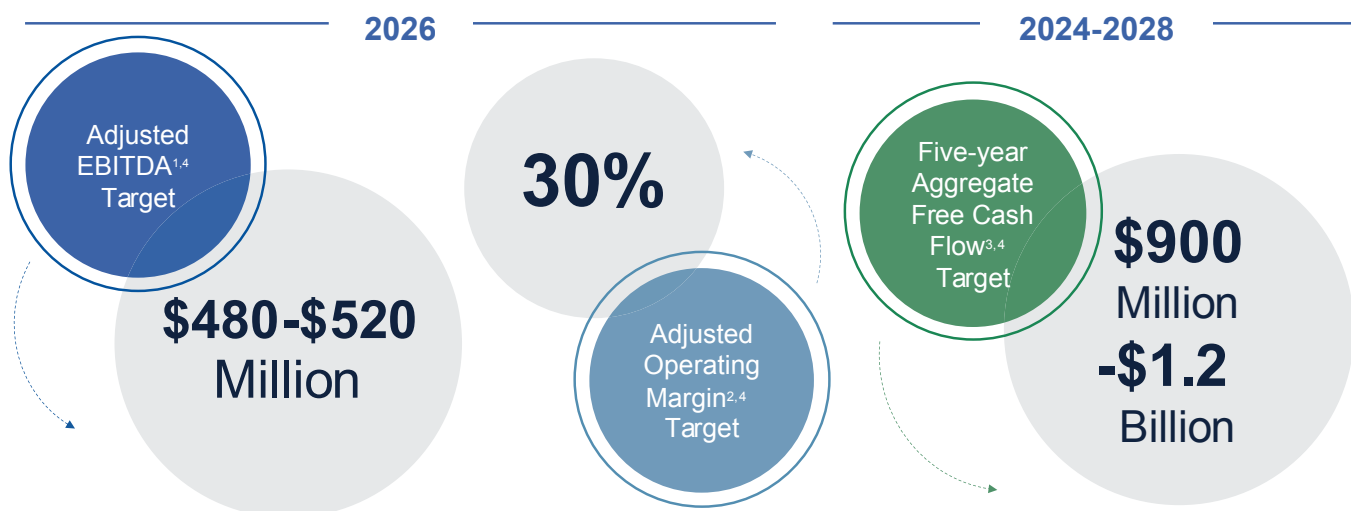 2026
Adjusted
EBITDA1,4
Target
$480-$520
Million
30%
Adjusted
Operating
Margin2,4
Target
2024-2028
Five-year
Aggregate
Free Cash
Flow3,4
Target
$900
Million
-$1.2
Billion